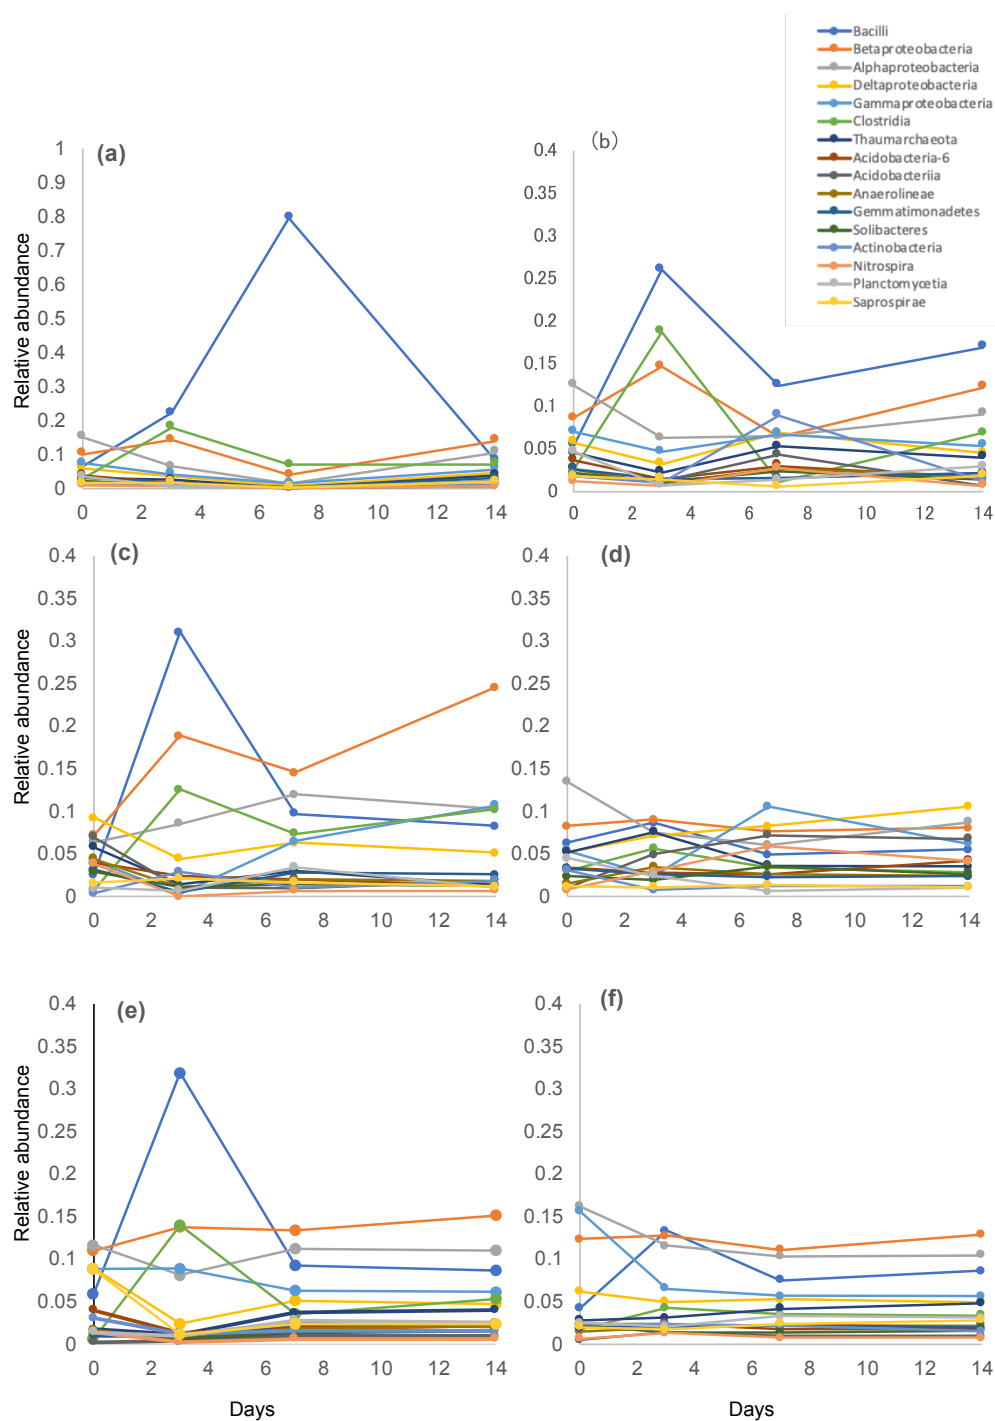 Bacilli
Betaproteobacteria
Alphaproteobacteria
Deltaproteobacteria
Gammaproteobacteria
Clostridia
Thaumarchaeota
Acidobacteria-6
Acidobacteriia
Anaerolineae
Gemmatimonadetes
Solibacteres
Actinobacteria
Nitrospira
Planctomycetia
Saprospirae
(a)
Relative abundance
1
0.9
0.8
0.7
0.6
0.5
0.4
0.3
0.2
0.1
0
0 2 4 6 8 10 12 14
(b)
0.4
0.35
0.3
0.25
0.2
0.15
0.1
0.05
0
0 2 4 6 8 10 12 14
(c)
Relative abundance
0.4
0.35
0.3
0.25
0.2
0.15
0.1
0.05
0
0 2 4 6 8 10 12 14
(d)
0.4
0.35
0.3
0.25
0.2
0.15
0.1
0.05
0
0 2 4 6 8 10 12 14
(e)
Relative abundance
0.4
0.35
0.3
0.25
0.2
0.15
0.1
0.05
0
0 2 4 6 8 10 12 14
Days
(f)
0.4
0.35
0.3
0.25
0.2
0.15
0.1
0.05
0
0 2 4 6 8 10 12 14
Days